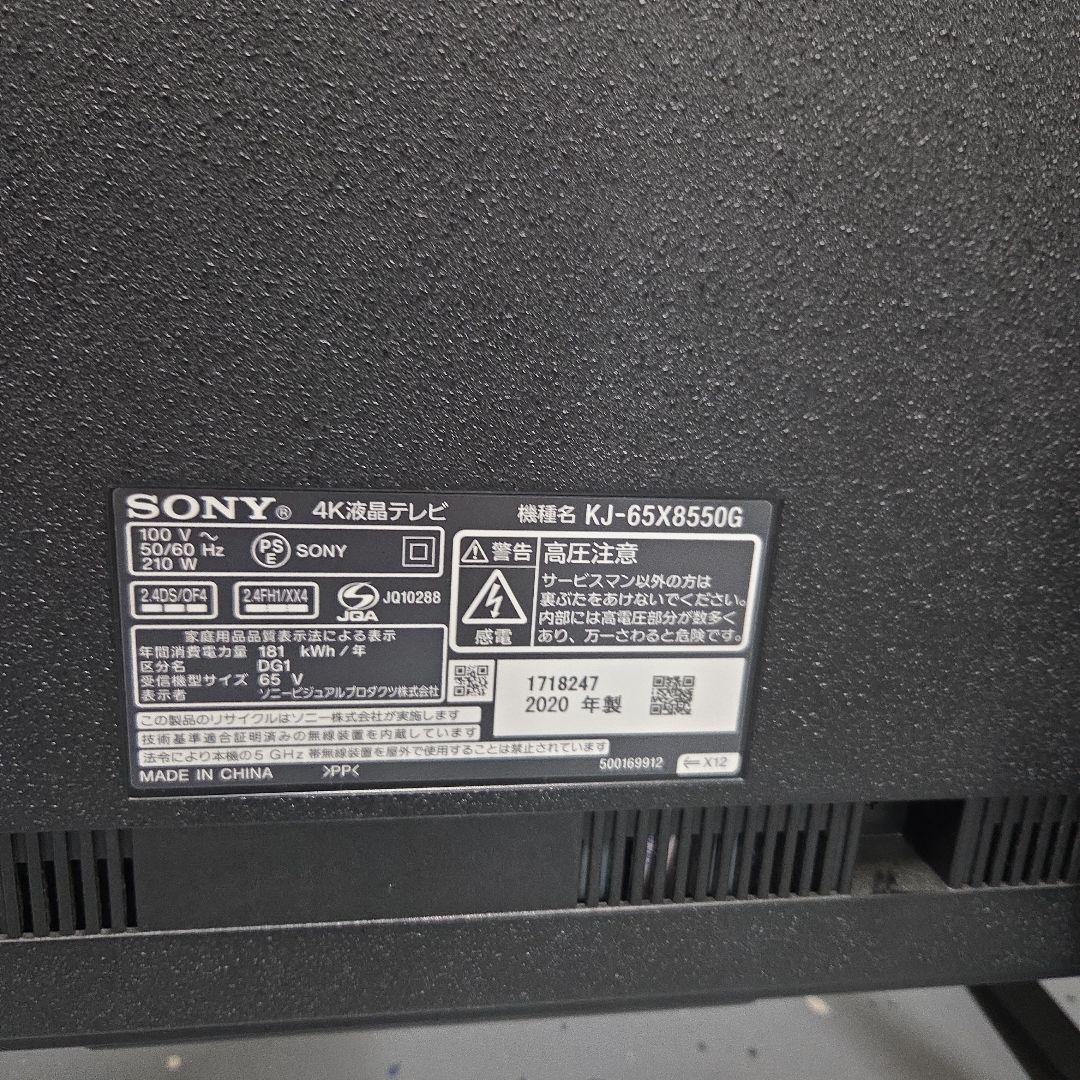 SONY® 4K液晶テレビ 機種名 KJ-65X8550G
100 V ～
50/60 Hz
210 W
PS E SONY
2.4DS/OF4
2.4FH1/XX4
JQA JQ10288
警告 高圧注意
感電
サービスマン以外の方は
裏ぶたをあけないでください。
内部には高電圧部分が数多く
あり、万一さわると危険です。
家庭用品品質表示法による表示
年間消費電力量 181 kWh/年
区分名 DG1
受信機型サイズ 65 V
表示者 ソニービジュアルプロダクツ株式会社
1718247
2020 年製
この製品のリサイクルはソニー株式会社が実施します
技術基準適合証明済みの無線装置を内蔵しています
法令により本機の5 GHz 帯無線装置を屋外で使用することは禁止されています
MADE IN CHINA >PP< 500169912 ⇐X12